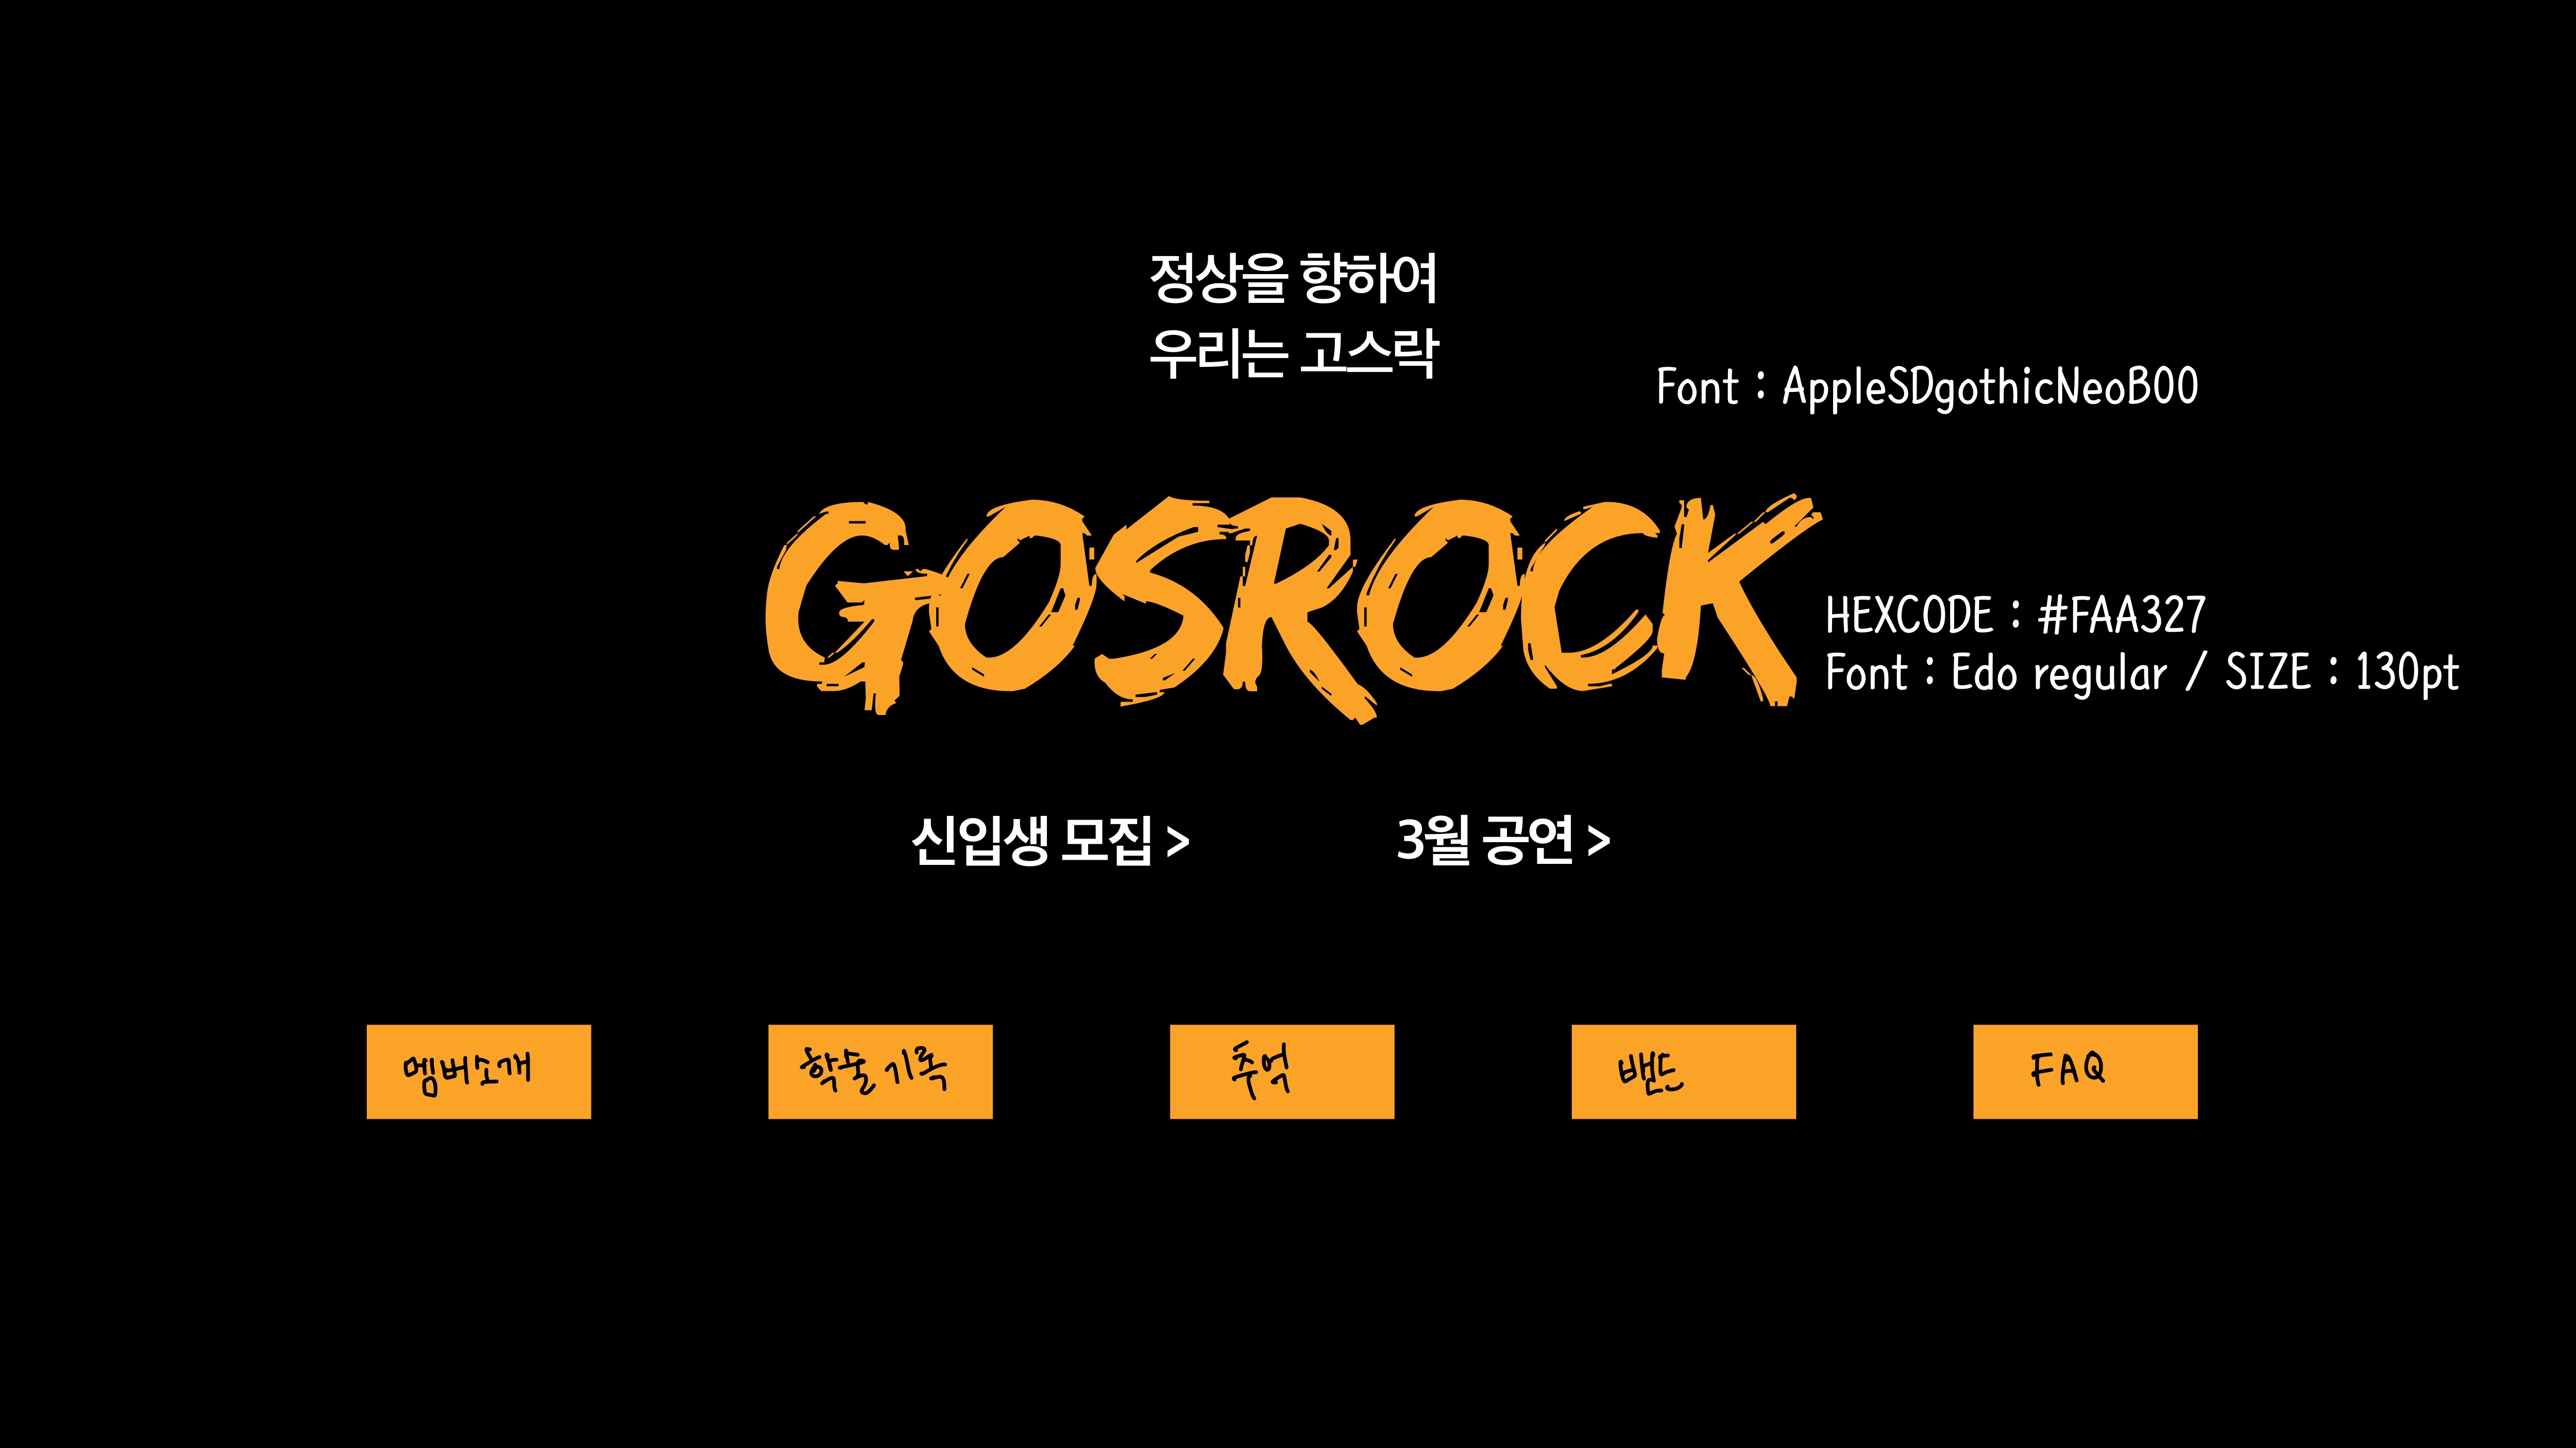 정상을 향하여
우리는 고스락
Font : AppleSDgothicNeoB00
GOSROCK
HEXCODE : #FAA327
Font : Edo regular / SIZE : 130pt
신입생 모집 >
3월 공연 >
멤버소개
학술기록
추억
밴드
FAQ